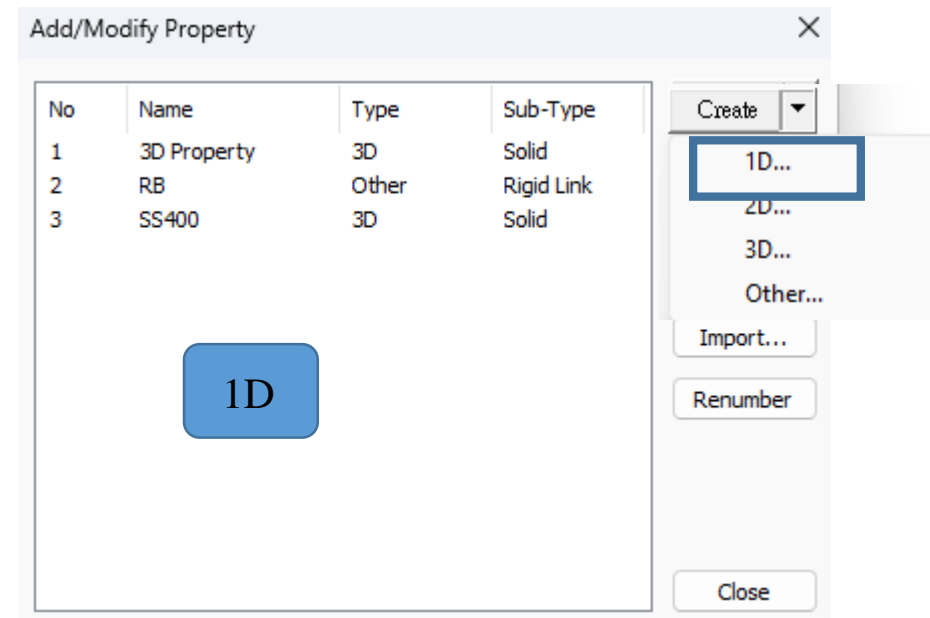 Add/Modify Property
No Name Type Sub-Type
1 3D Property 3D Solid
2 RB Other Rigid Link
3 SS400 3D Solid
1D
Create
1D...
2D...
3D...
Other...
Import...
Renumber
Close